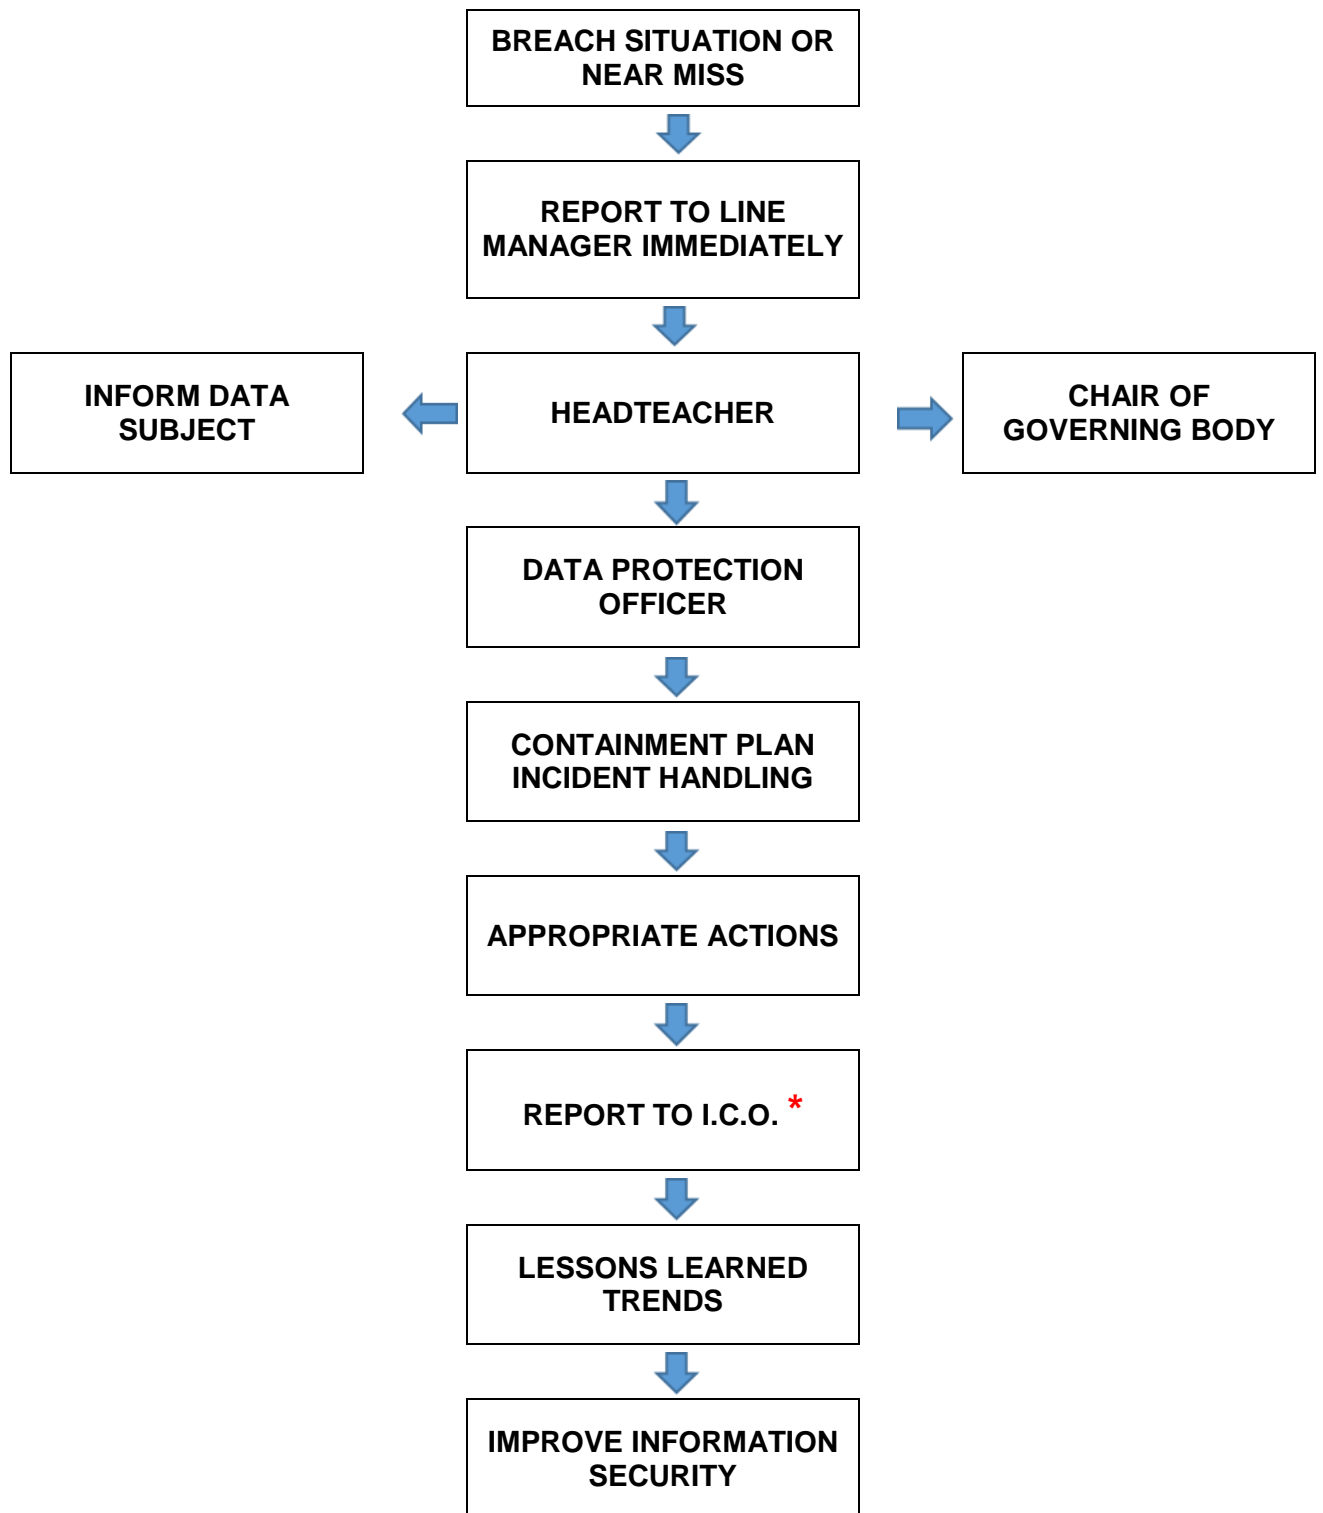 BREACH SITUATION OR
NEAR MISS
REPORT TO LINE
MANAGER IMMEDIATELY
INFORM DATA
SUBJECT
HEADTEACHER
CHAIR OF
GOVERNING BODY
DATA PROTECTION
OFFICER
CONTAINMENT PLAN
INCIDENT HANDLING
APPROPRIATE ACTIONS
REPORT TO I.C.O. *
LESSONS LEARNED
TRENDS
IMPROVE INFORMATION
SECURITY